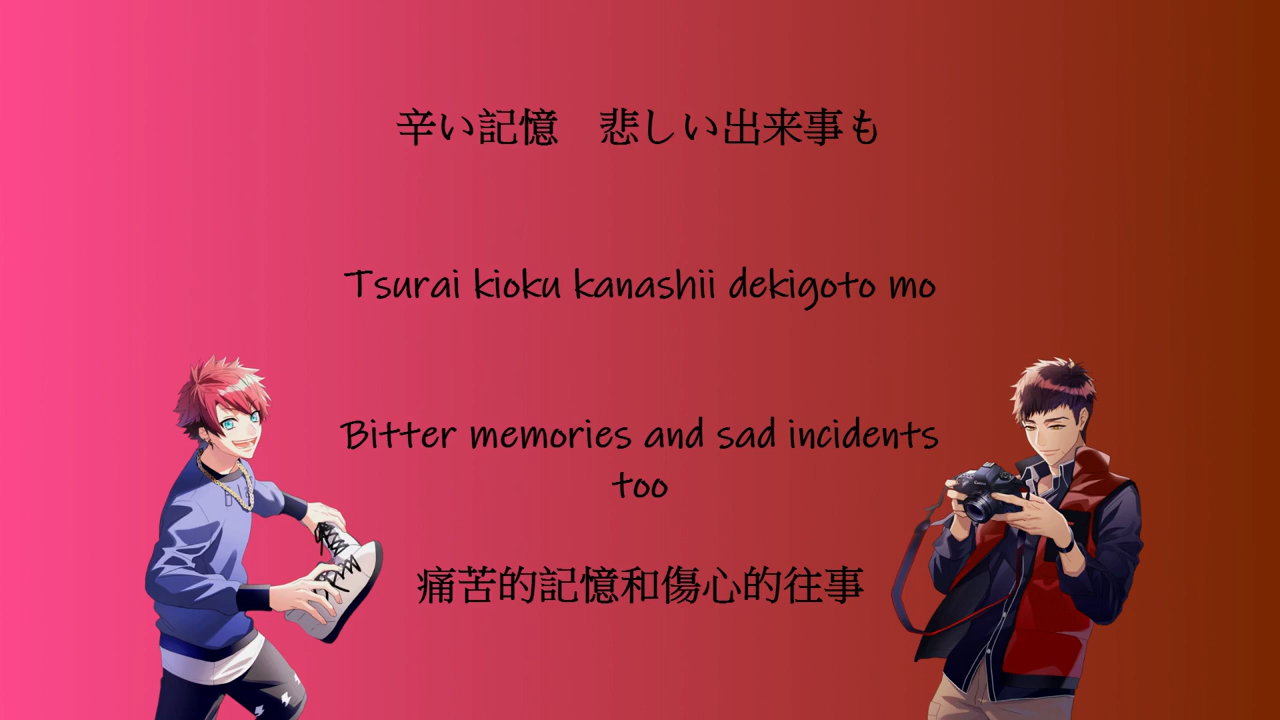 辛い記憶　悲しい出来事も
Tsurai kioku kanashii dekigoto mo
Bitter memories and sad incidents
too
痛苦的記憶和傷心的往事